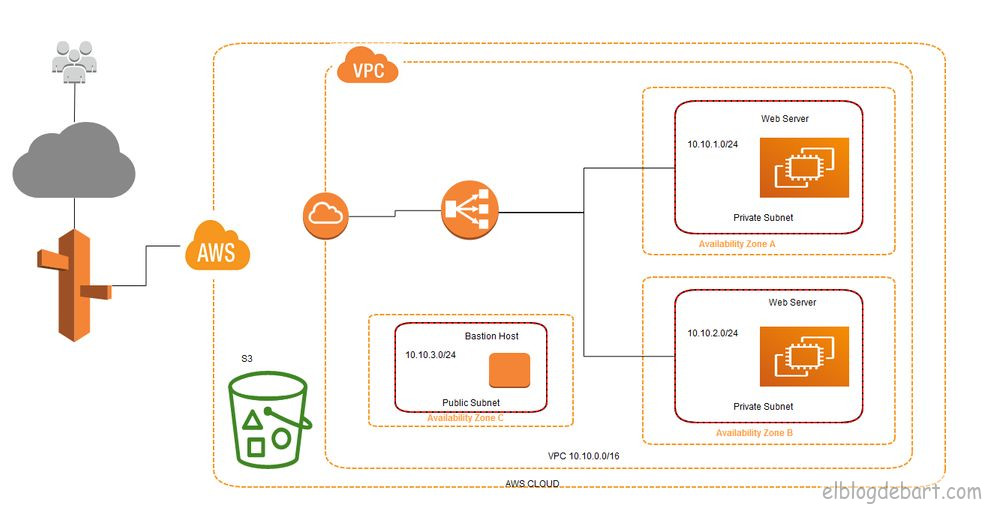 VPC
Web Server
10.10.1.0/24
Private Subnet
Availability Zone A
AWS
Web Server
10.10.2.0/24
Private Subnet
Availability Zone B
Bastion Host
10.10.3.0/24
Public Subnet
Availability Zone C
S3
VPC 10.10.0.0/16
AWS CLOUD
elblogdebart.com